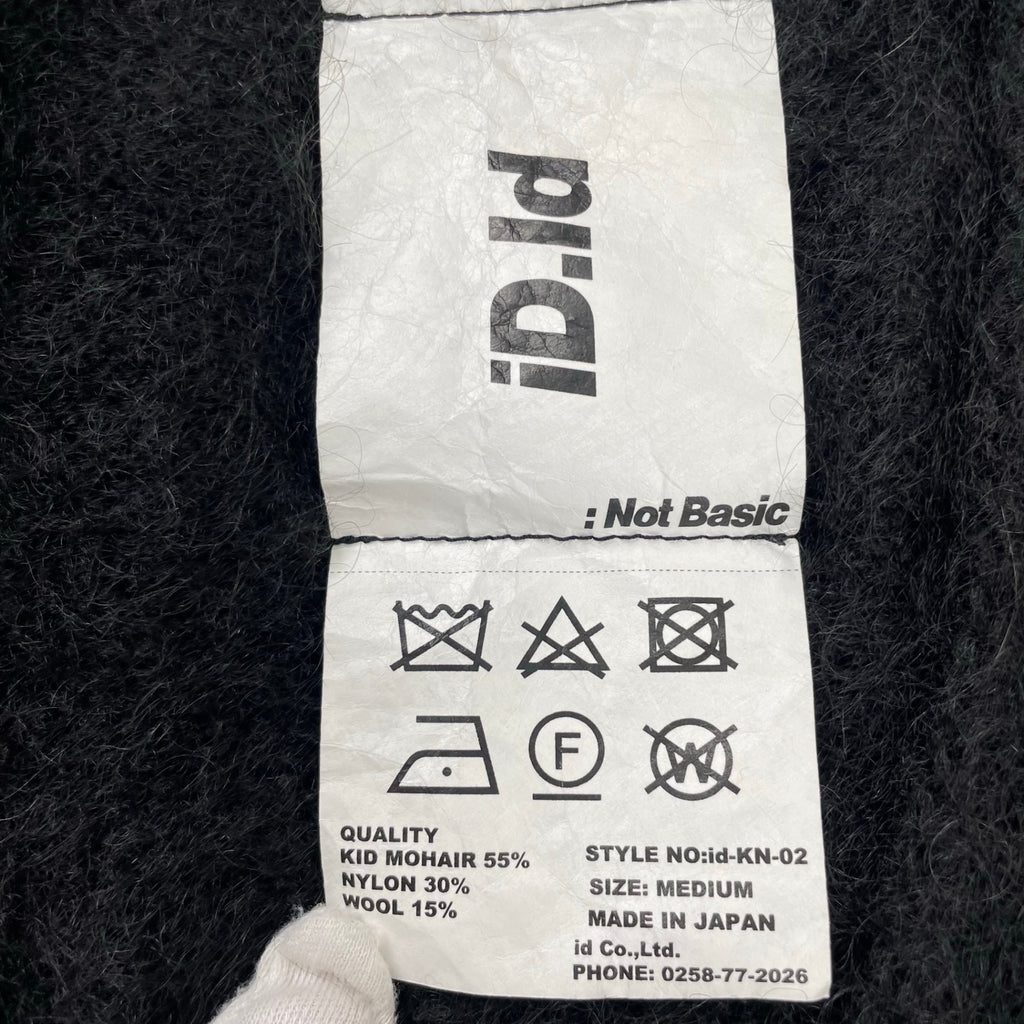 iD.Id
: Not Basic
F
W
QUALITY
KID MOHAIR 55%
NYLON 30%
WOOL 15%
STYLE NO:id-KN-02
SIZE: MEDIUM
MADE IN JAPAN
id Co.,Ltd.
PHONE: 0258-77-2026